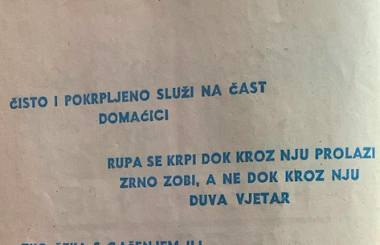 ČISTO I POKRPLJENO SLUŽI NA ČAST
DOMAĆICI
RUPA SE KRPI DOK KROZ NJU PROLAZI
ZRNO ZOBI, A NE DOK KROZ NJU
DUVA VJETAR